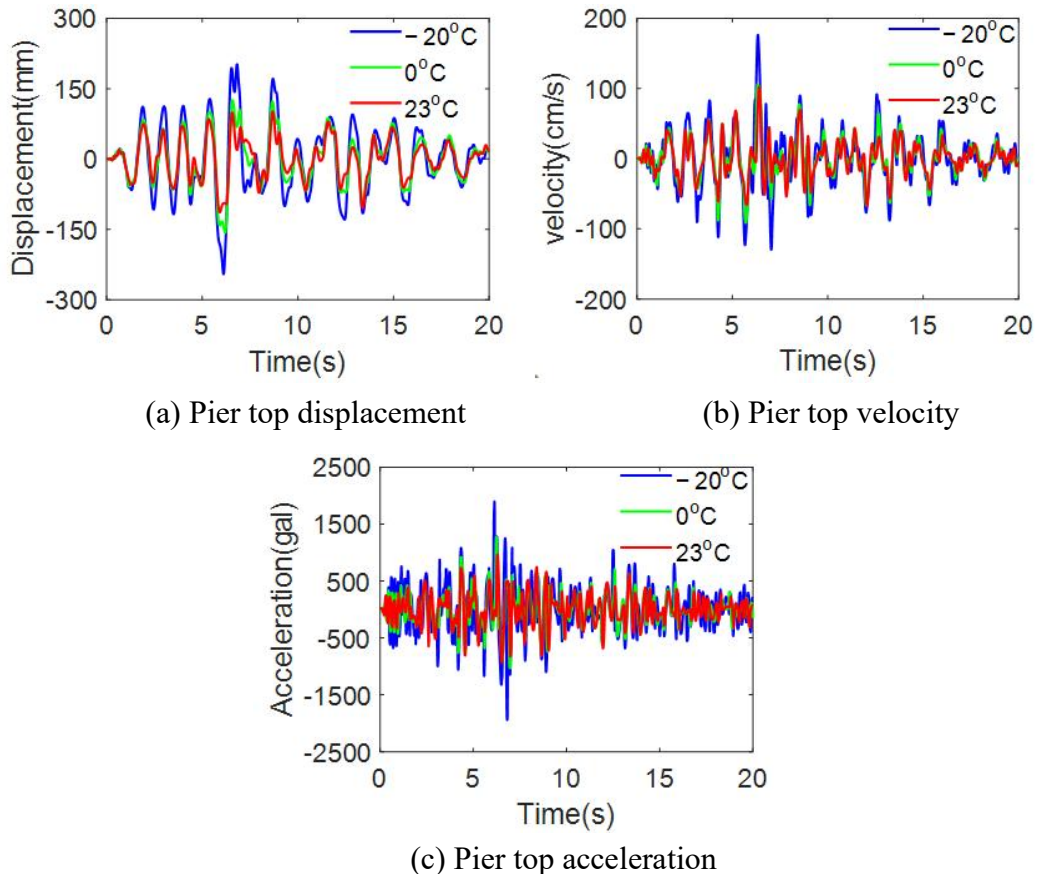 300
150
0
-150
-300
Displacement(mm)
−20°C
0°C
23°C
0
5
10
15
20
Time(s)
(a) Pier top displacement
200
100
0
-100
-200
velocity(cm/s)
−20°C
0°C
23°C
0
5
10
15
20
Time(s)
(b) Pier top velocity
2500
1500
500
-500
-1500
-2500
Acceleration(gal)
−20°C
0°C
23°C
0
5
10
15
20
Time(s)
(c) Pier top acceleration